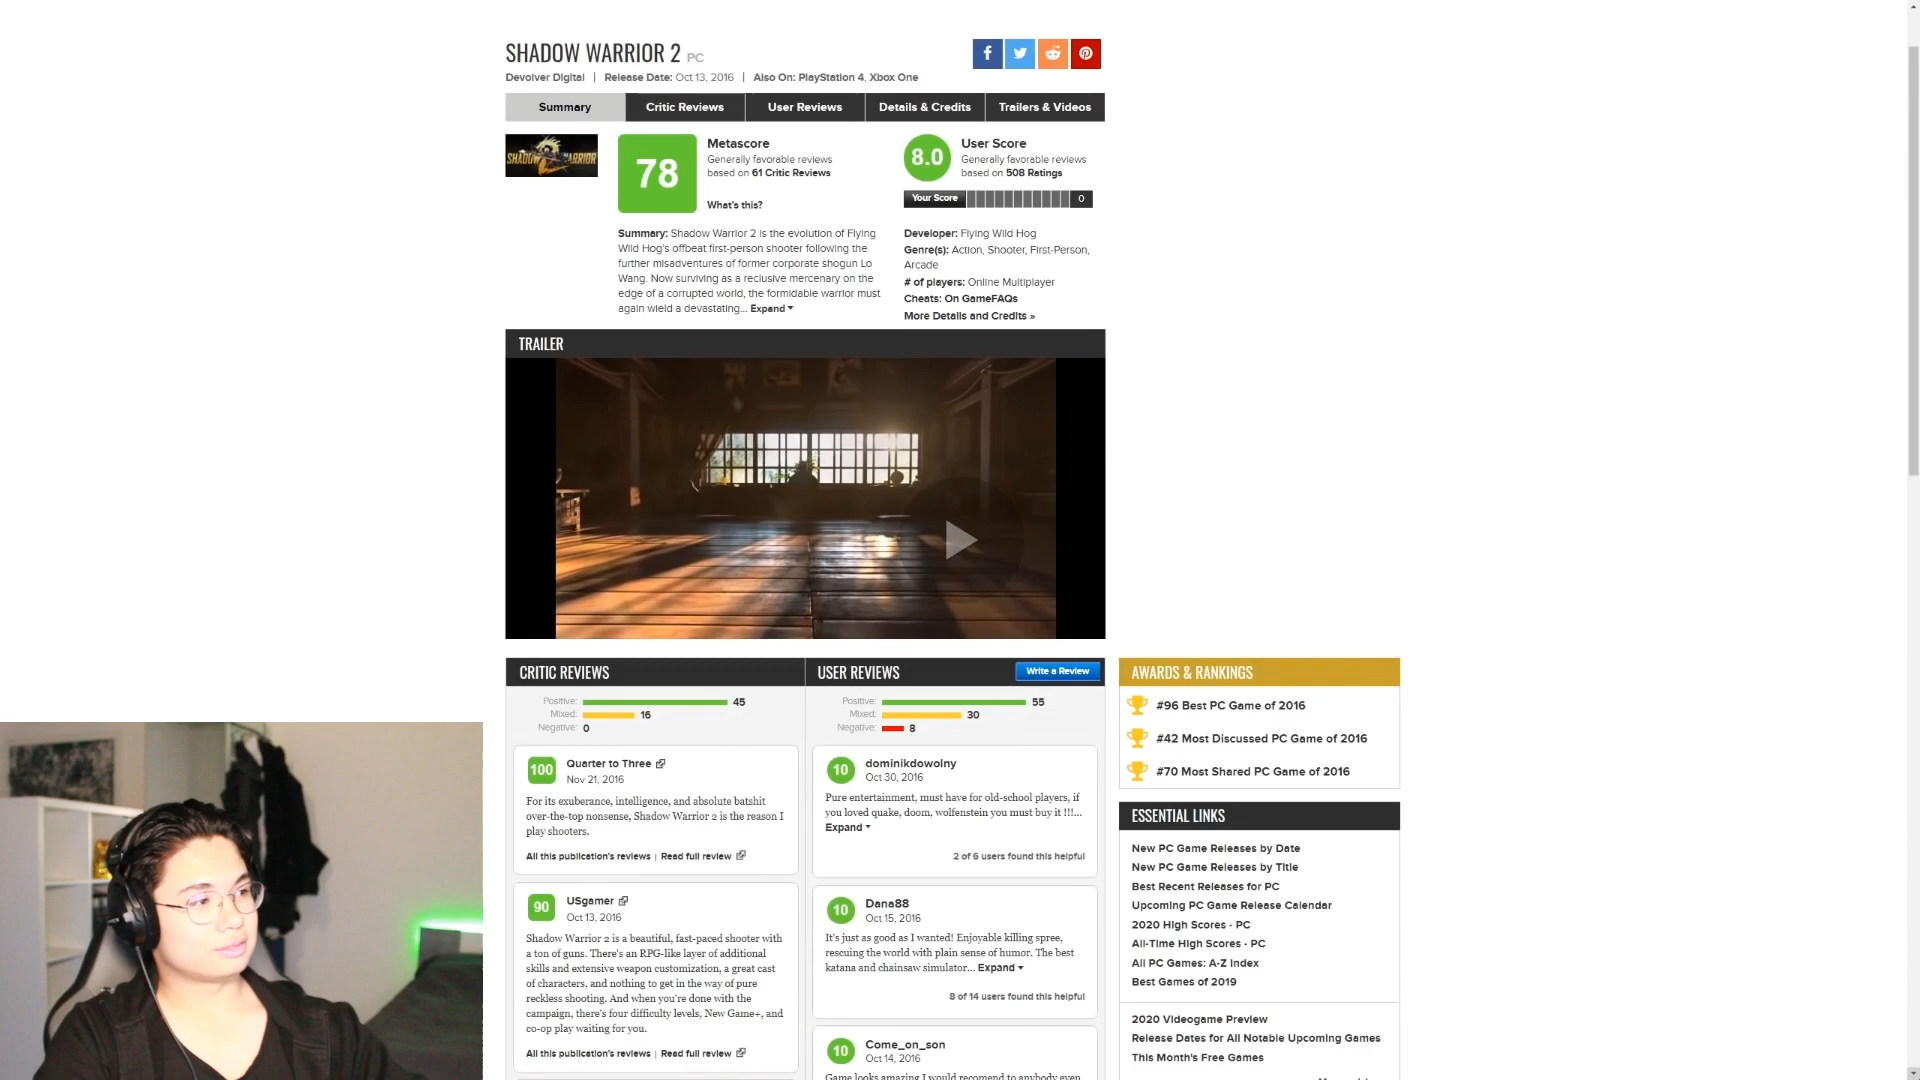 SHADOW WARRIOR 2 PC
Devolver Digital | Release Date: Oct 13, 2016 | Also On: PlayStation 4, Xbox One
Summary
Critic Reviews
User Reviews
Details & Credits
Trailers & Videos
SHADOW WARRIOR
78
Metascore
Generally favorable reviews
based on 61 Critic Reviews
What's this?
8.0
User Score
Generally favorable reviews
based on 508 Ratings
Your Score
0
Summary: Shadow Warrior 2 is the evolution of Flying
Wild Hog's offbeat first-person shooter following the
further misadventures of former corporate shogun Lo
Wang. Now surviving as a reclusive mercenary on the
edge of a corrupted world, the formidable warrior must
again wield a devastating... Expand
Developer: Flying Wild Hog
Genre(s): Action, Shooter, First-Person,
Arcade
# of players: Online Multiplayer
Cheats: On GameFAQs
More Details and Credits »
TRAILER
CRITIC REVIEWS
Positive: 45
Mixed: 16
Negative: 0
100
Quarter to Three
Nov 21, 2016
For its exuberance, intelligence, and absolute batshit
over-the-top nonsense, Shadow Warrior 2 is the reason I
play shooters.
All this publication's reviews | Read full review
90
USgamer
Oct 13, 2016
Shadow Warrior 2 is a beautiful, fast-paced shooter with
a ton of guns. There's an RPG-like layer of additional
skills and extensive weapon customization, a great cast
of characters, and nothing to get in the way of pure
reckless shooting. And when you're done with the
campaign, there's four difficulty levels, New Game+, and
co-op play waiting for you.
All this publication's reviews | Read full review
USER REVIEWS
Write a Review
Positive: 55
Mixed: 30
Negative: 8
10
dominikdowolny
Oct 30, 2016
Pure entertainment, must have for old-school players, if
you loved quake, doom, wolfenstein you must buy it !!!...
Expand
2 of 6 users found this helpful
10
Dana88
Oct 15, 2016
It's just as good as I wanted! Enjoyable killing spree,
rescuing the world with plain sense of humor. The best
katana and chainsaw simulator... Expand
8 of 14 users found this helpful
10
Come_on_son
Oct 14, 2016
Game looks amazing I would recomend to anybody even
AWARDS & RANKINGS
#96 Best PC Game of 2016
#42 Most Discussed PC Game of 2016
#70 Most Shared PC Game of 2016
ESSENTIAL LINKS
New PC Game Releases by Date
New PC Game Releases by Title
Best Recent Releases for PC
Upcoming PC Game Release Calendar
2020 High Scores - PC
All-Time High Scores - PC
All PC Games: A-Z Index
Best Games of 2019
2020 Videogame Preview
Release Dates for All Notable Upcoming Games
This Month's Free Games